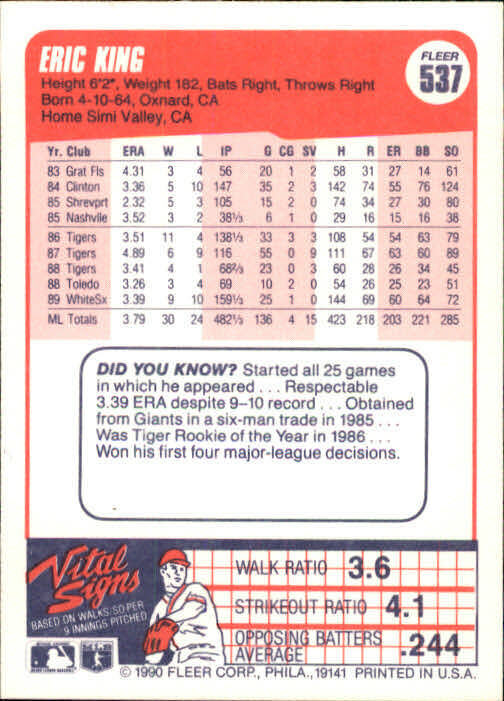 ERIC KING
FLEER
537
Height 6'2", Weight 182, Bats Right, Throws Right
Born 4-10-64, Oxnard, CA
Home Simi Valley, CA
Yr. Club ERA W L IP G CG SV H R ER BB SO
83 Grat Fls 4.31 3 4 56 20 1 2 58 31 27 14 61
84 Clinton 3.36 5 10 147 35 2 3 142 74 55 76 124
85 Shrevprt 2.32 5 3 105 15 2 0 74 34 27 30 80
85 Nashvlle 3.52 3 2 38⅓ 6 1 0 29 16 15 16 38
86 Tigers 3.51 11 4 138⅓ 33 3 3 108 54 54 63 79
87 Tigers 4.89 6 9 116 55 0 9 111 67 63 60 89
88 Tigers 3.41 4 1 68⅔ 23 0 3 60 28 26 34 45
88 Toledo 3.26 3 4 69 10 2 0 54 26 25 23 51
89 WhiteSx 3.39 9 10 159⅓ 25 1 0 144 69 60 64 72
ML Totals 3.79 30 24 482⅓ 136 4 15 423 218 203 221 285
DID YOU KNOW? Started all 25 games
in which he appeared . . . Respectable
3.39 ERA despite 9-10 record . . . Obtained
from Giants in a six-man trade in 1985 . . .
Was Tiger Rookie of the Year in 1986 . . .
Won his first four major-league decisions.
Vital
Signs
BASED ON WALKS/SO PER
9 INNINGS PITCHED
WALK RATIO 3.6
STRIKEOUT RATIO 4.1
OPPOSING BATTERS
AVERAGE .244
© 1990 FLEER CORP., PHILA., 19141 PRINTED IN U.S.A.